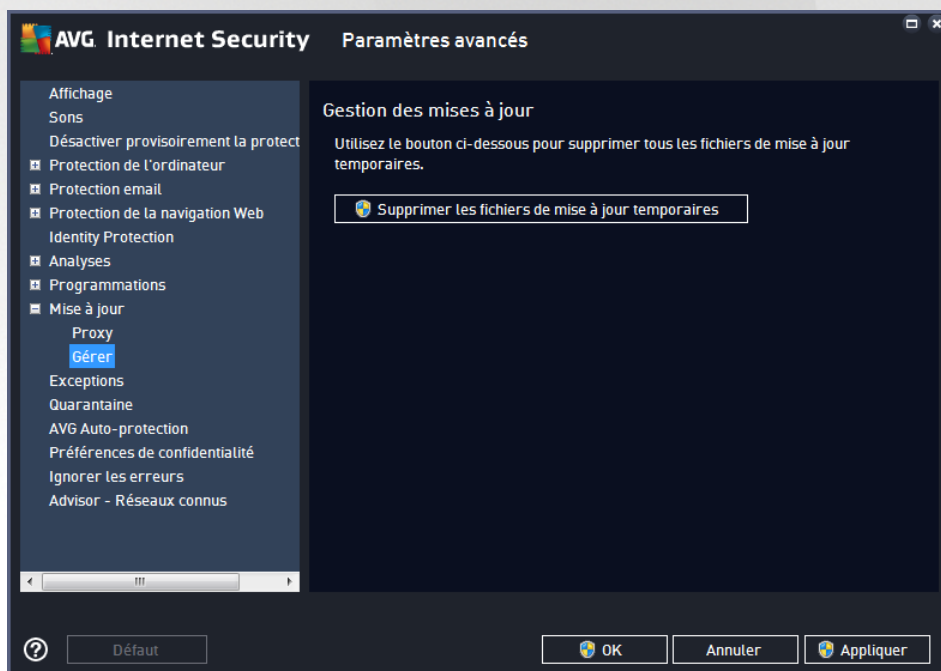 AVG Internet Security Paramètres avancés
Affichage
Sons
Désactiver provisoirement la protect
Protection de l'ordinateur
Protection email
Protection de la navigation Web
Identity Protection
Analyses
Programmations
Mise à jour
Proxy
Gérer
Exceptions
Quarantaine
AVG Auto-protection
Préférences de confidentialité
Ignorer les erreurs
Advisor - Réseaux connus
Gestion des mises à jour
Utilisez le bouton ci-dessous pour supprimer tous les fichiers de mise à jour
temporaires.
Supprimer les fichiers de mise à jour temporaires
? Défaut OK Annuler Appliquer